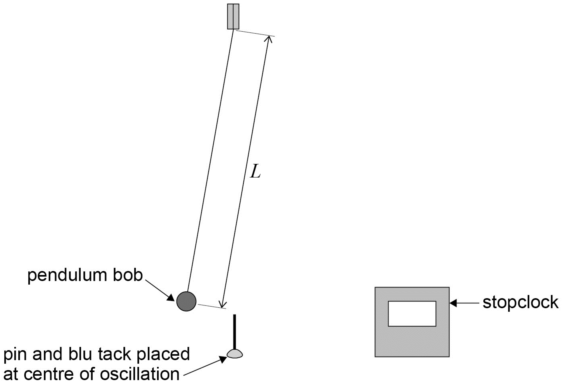 L
pendulum bob
stopclock
pin and blu tack placed
at centre of oscillation